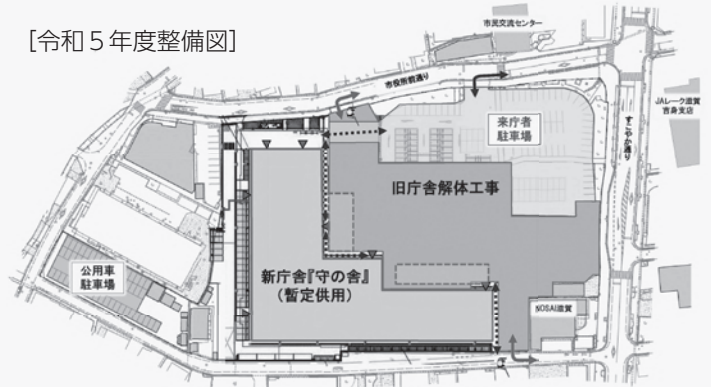 [令和5年度整備図]
市民交流センター
市役所前通り
JAレーク滋賀
吉身支店
すこやか通り
来庁者
駐車場
旧庁舎解体工事
新庁舎『守の舎』
(暫定供用)
公用車
駐車場
NOSAI滋賀